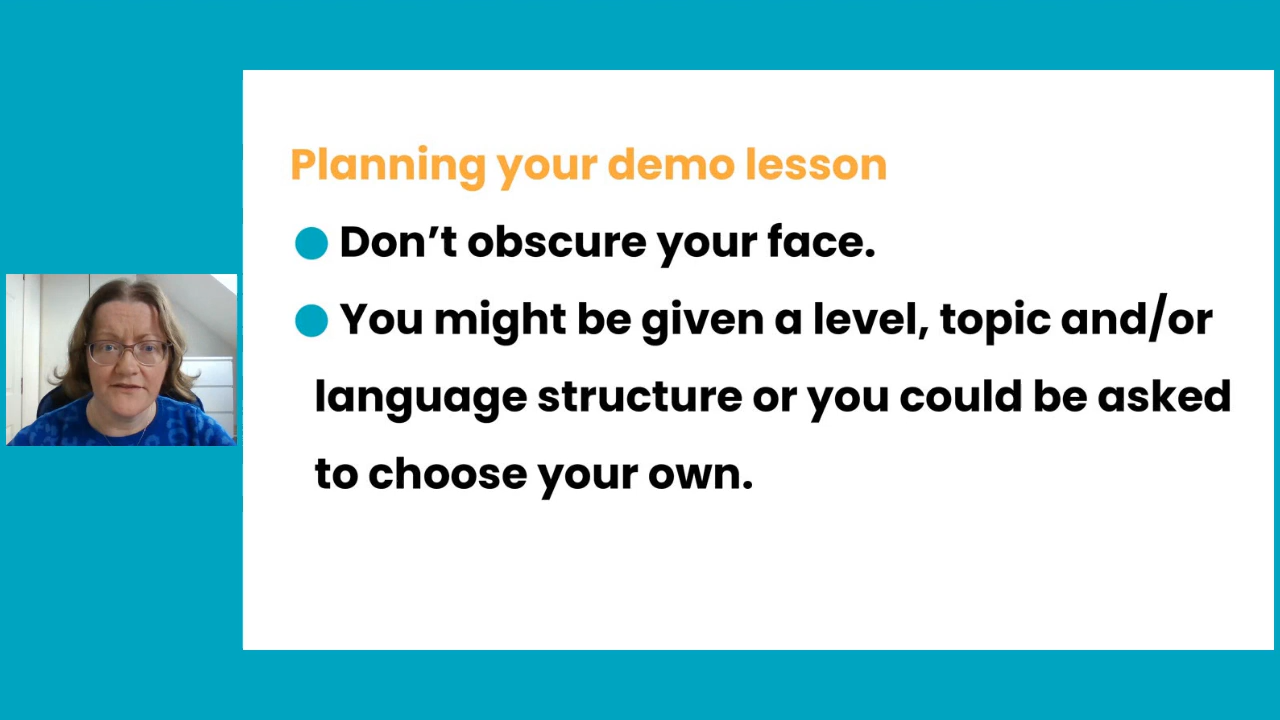 Planning your demo lesson
Don’t obscure your face.
You might be given a level, topic and/or
language structure or you could be asked
to choose your own.